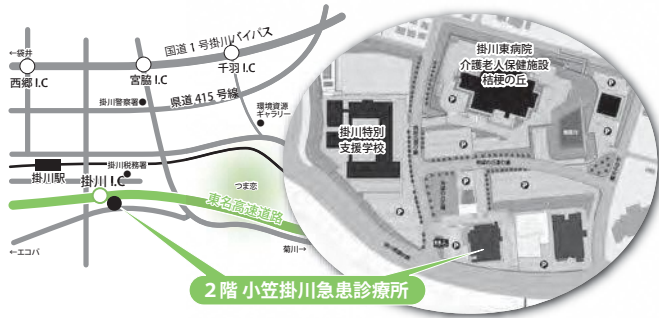 ←袋井
国道1号掛川バイパス
西郷 I.C
宮脇 I.C
千羽 I.C
掛川警察署
県道 415号線
環境資源
ギャラリー
掛川駅
掛川税務署
掛川 I.C
つま恋
東名高速道路
←エコパ
菊川→
掛川東病院
介護老人保健施設
桔梗の丘
掛川特別
支援学校
P
P
P
P
P
P
P
P
2階 小笠掛川急患診療所